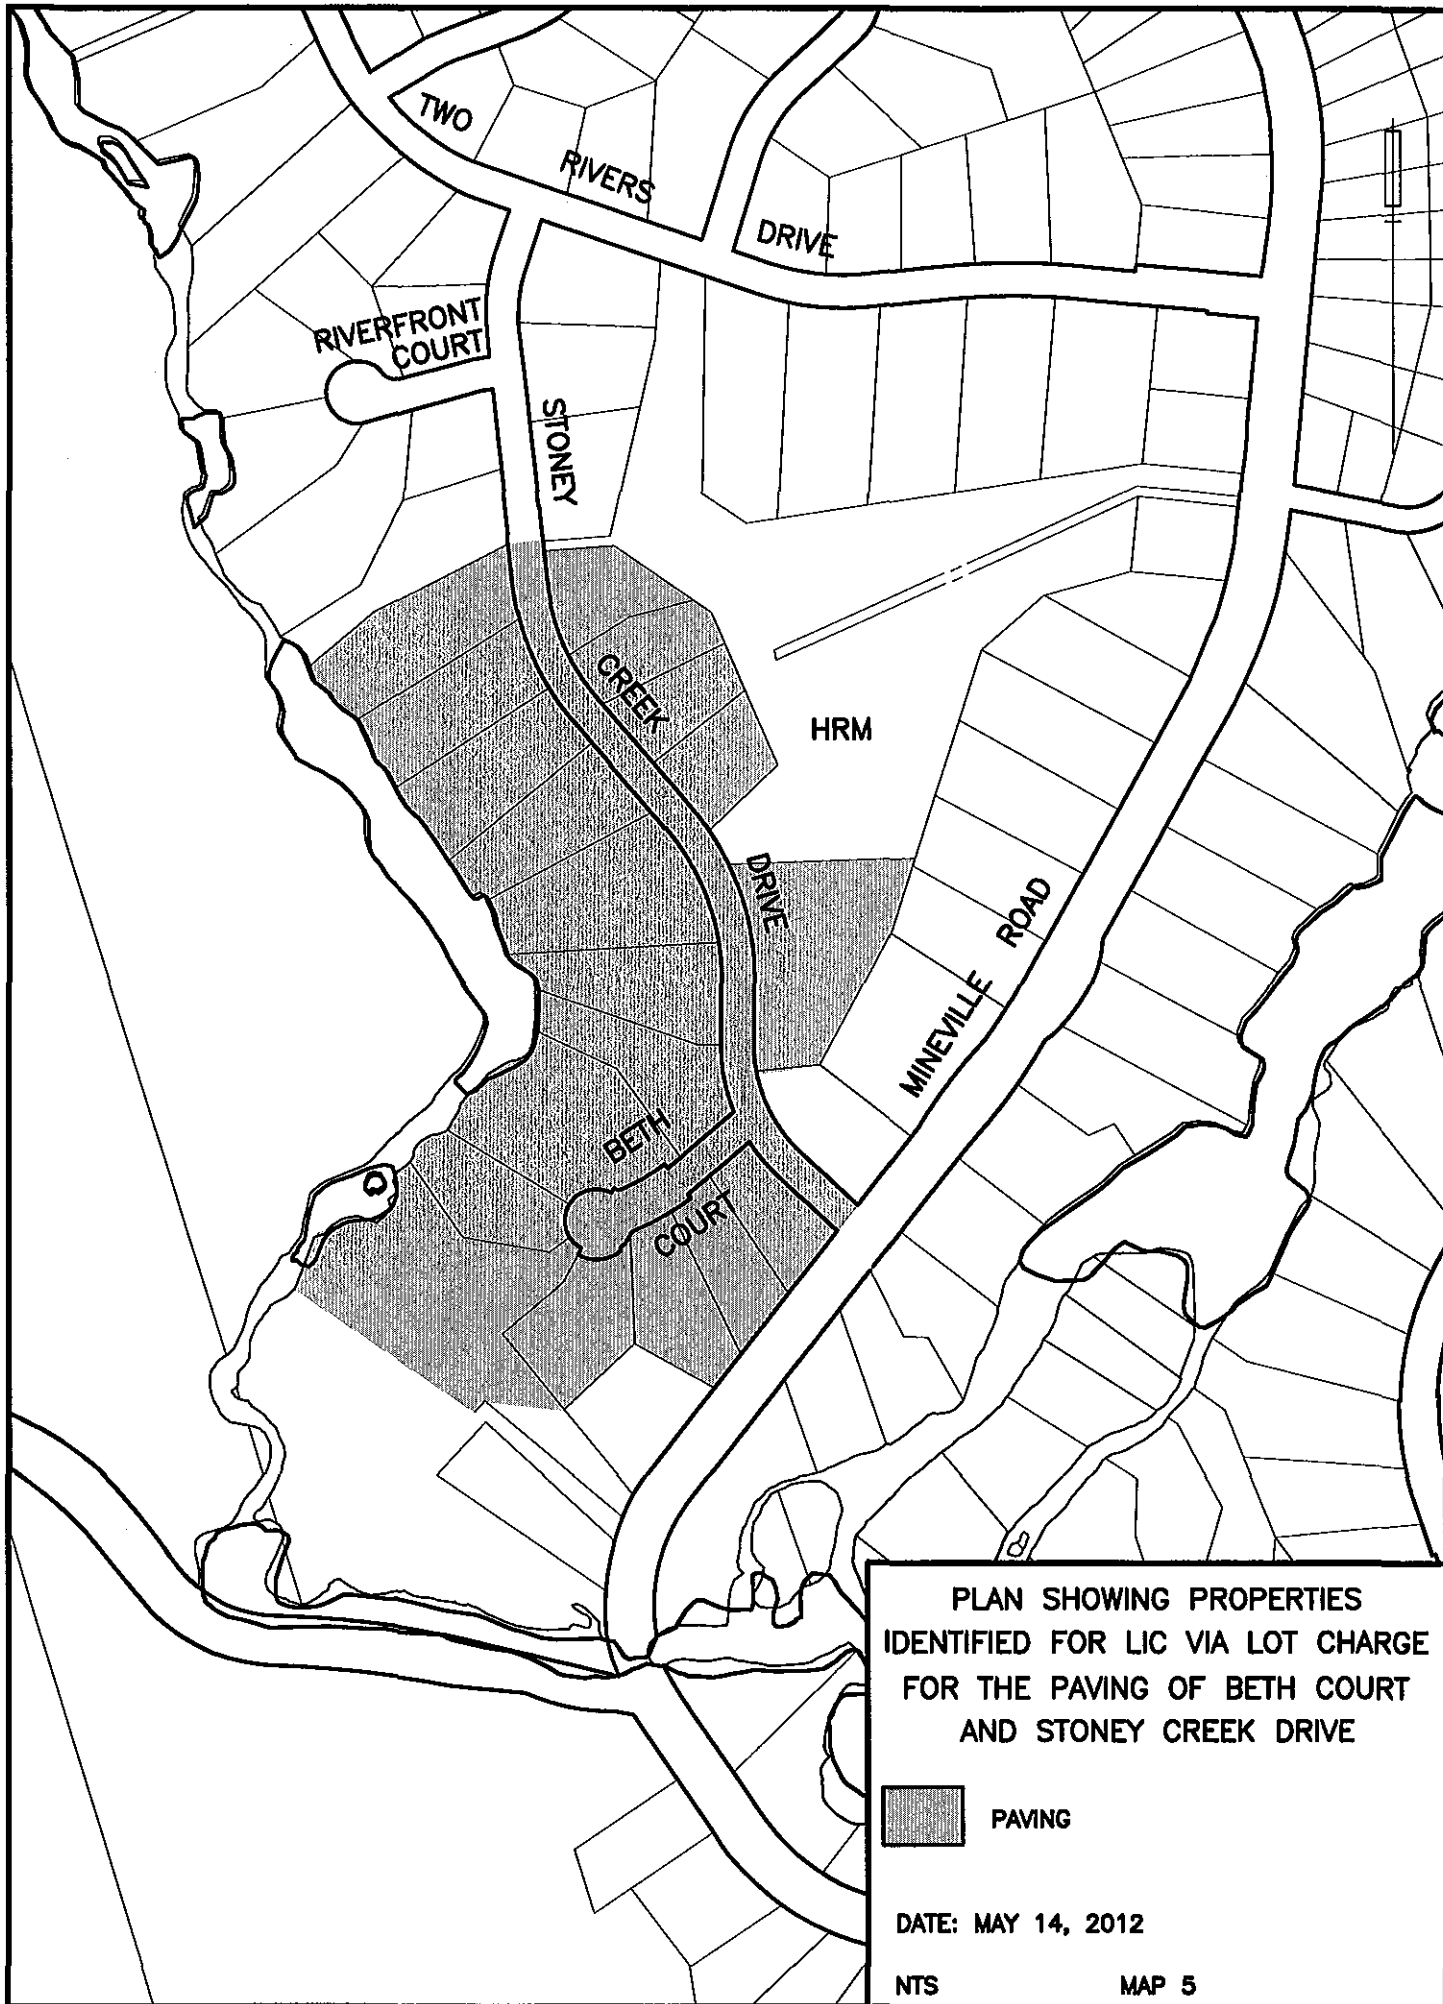 TWO
RIVERS
DRIVE
RIVERFRONT
COURT
STONEY
CREEK
HRM
DRIVE
MINEVILLE ROAD
BETH
COURT
PLAN SHOWING PROPERTIES
IDENTIFIED FOR LIC VIA LOT CHARGE
FOR THE PAVING OF BETH COURT
AND STONEY CREEK DRIVE
PAVING
DATE: MAY 14, 2012
NTS MAP 5